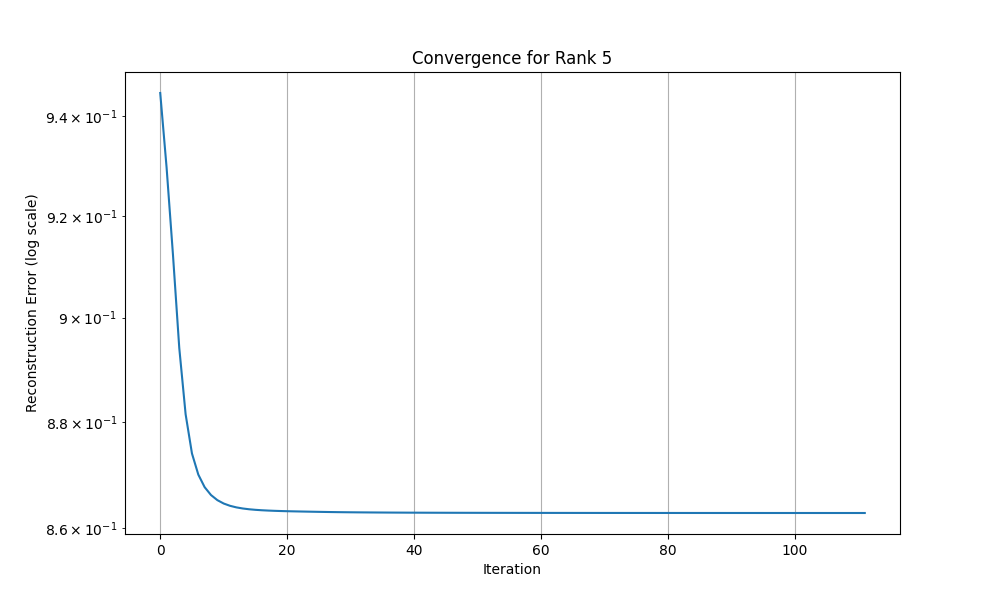 Convergence for Rank 5
Reconstruction Error (log scale)
9.4 × 10⁻¹
9.2 × 10⁻¹
9 × 10⁻¹
8.8 × 10⁻¹
8.6 × 10⁻¹
0 20 40 60 80 100
Iteration